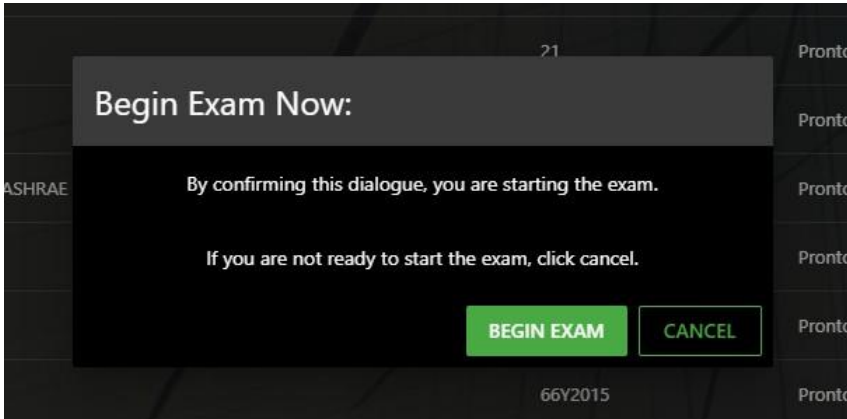 21
Pronto
Begin Exam Now:
Pronto
ASHRAE
By confirming this dialogue, you are starting the exam.
Pronto
If you are not ready to start the exam, click cancel.
Pronto
BEGIN EXAM
CANCEL
Pronto
66Y2015
Pronto